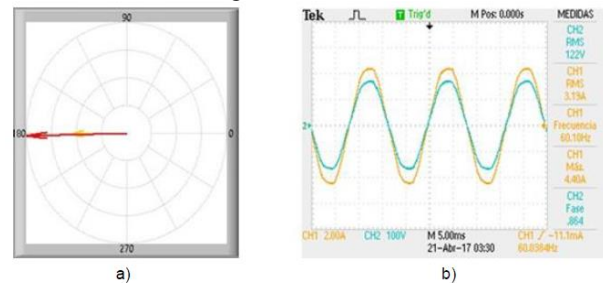 90
180
0
270
Tek
Trig'd
M Pos: 0.000s
MEDIDAS
CH2
RMS
122V
CH1
RMS
3.19A
CH1
Frecuencia
60.10Hz
CH1
Máx.
4.40A
CH2
Fase
.864
2
CH1 2.00A
CH2 100V
M 5.00ms
CH1 / -11.1mA
21-Abr-17 03:30
60.0384Hz
a)
b)